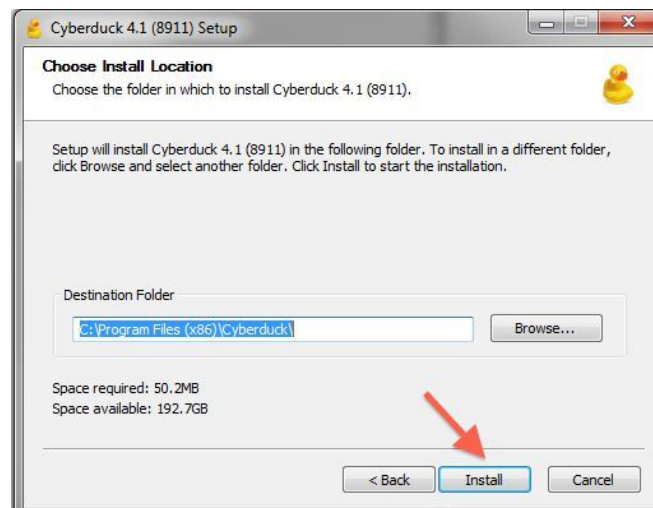 Cyberduck 4.1 (8911) Setup
Choose Install Location
Choose the folder in which to install Cyberduck 4.1 (8911).
Setup will install Cyberduck 4.1 (8911) in the following folder. To install in a different folder,
click Browse and select another folder. Click Install to start the installation.
Destination Folder
C:\Program Files (x86)\Cyberduck\
Browse...
Space required: 50.2MB
Space available: 192.7GB
< Back Install Cancel